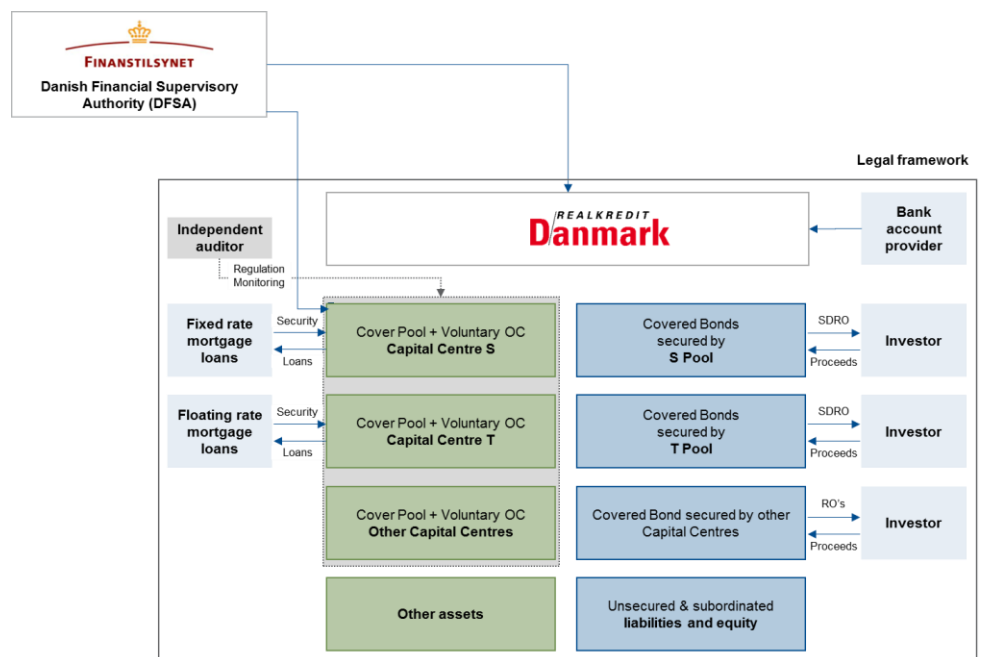 FINANSTILSYNET
Danish Financial Supervisory
Authority (DFSA)
Legal framework
REALKREDIT
Danmark
Bank
account
provider
Independent
auditor
Regulation
Monitoring
Fixed rate
mortgage
loans
Security
Loans
Cover Pool + Voluntary OC
Capital Centre S
Covered Bonds
secured by
S Pool
SDRO
Proceeds
Investor
Floating rate
mortgage
loans
Security
Loans
Cover Pool + Voluntary OC
Capital Centre T
Covered Bonds
secured by
T Pool
SDRO
Proceeds
Investor
Cover Pool + Voluntary OC
Other Capital Centres
Covered Bond secured by other
Capital Centres
RO's
Proceeds
Investor
Other assets
Unsecured & subordinated
liabilities and equity